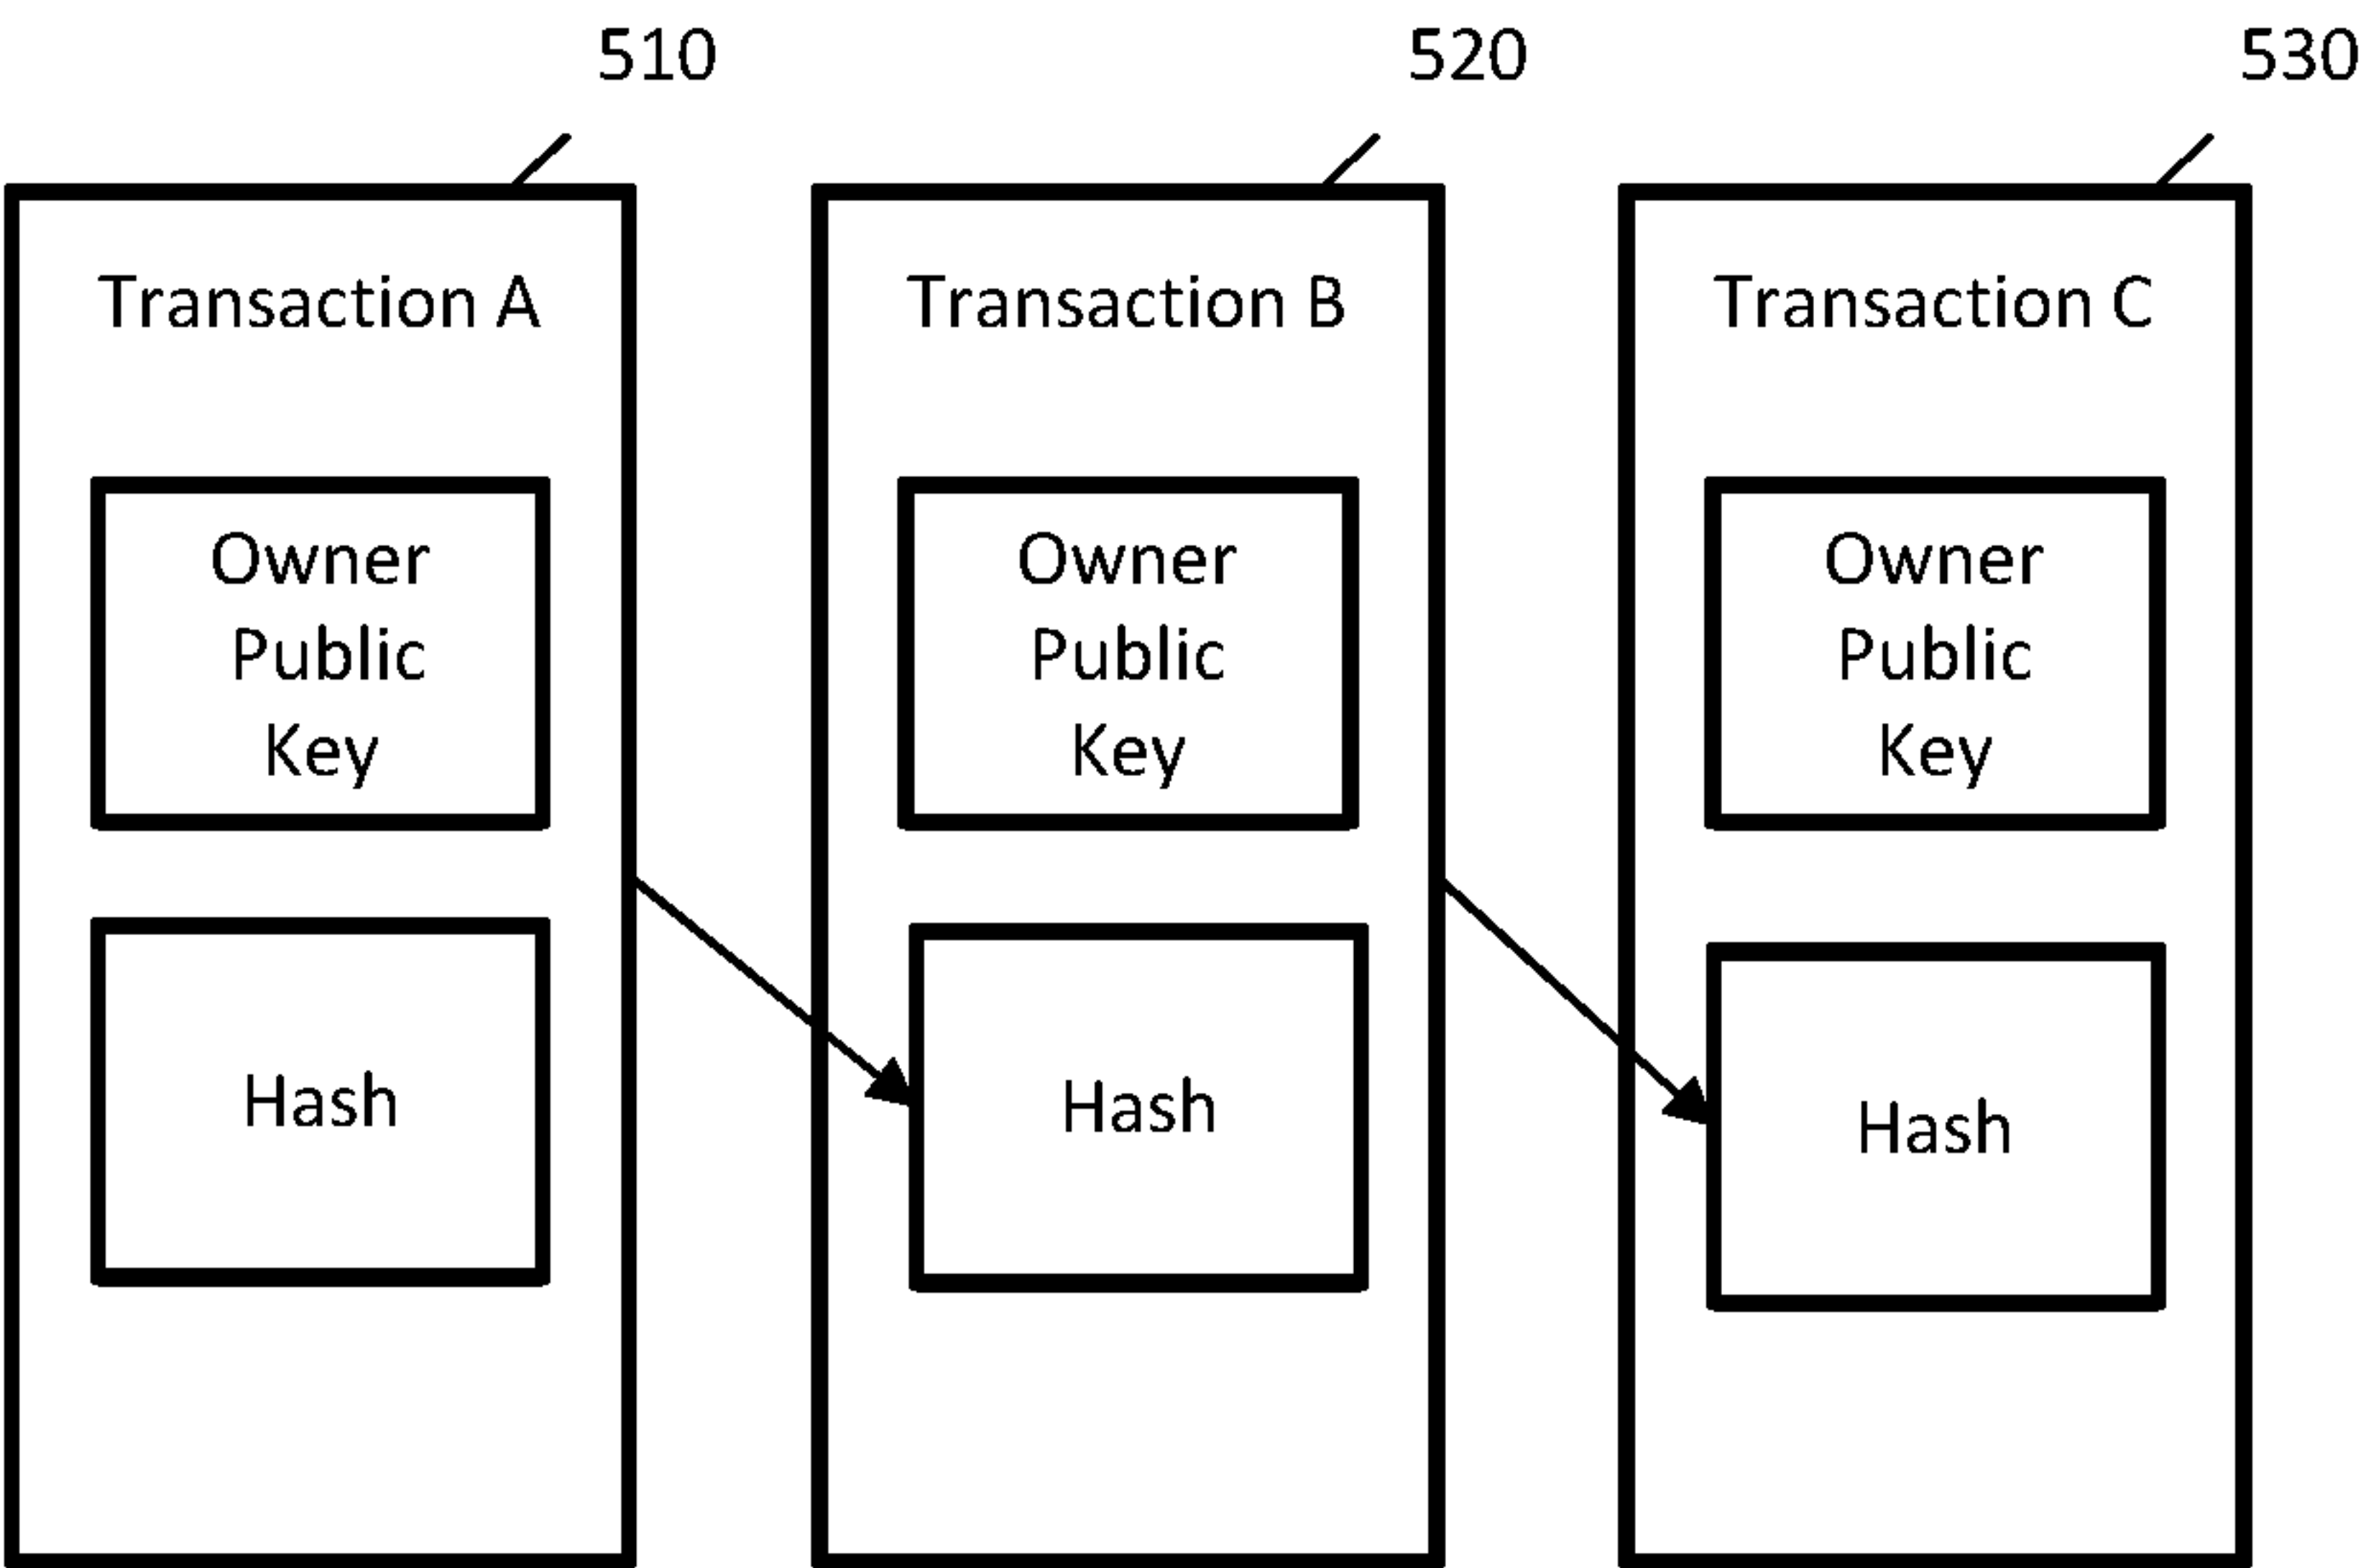 510
520
530
Transaction A
Transaction B
Transaction C
Owner
Public
Key
Owner
Public
Key
Owner
Public
Key
Hash
Hash
Hash